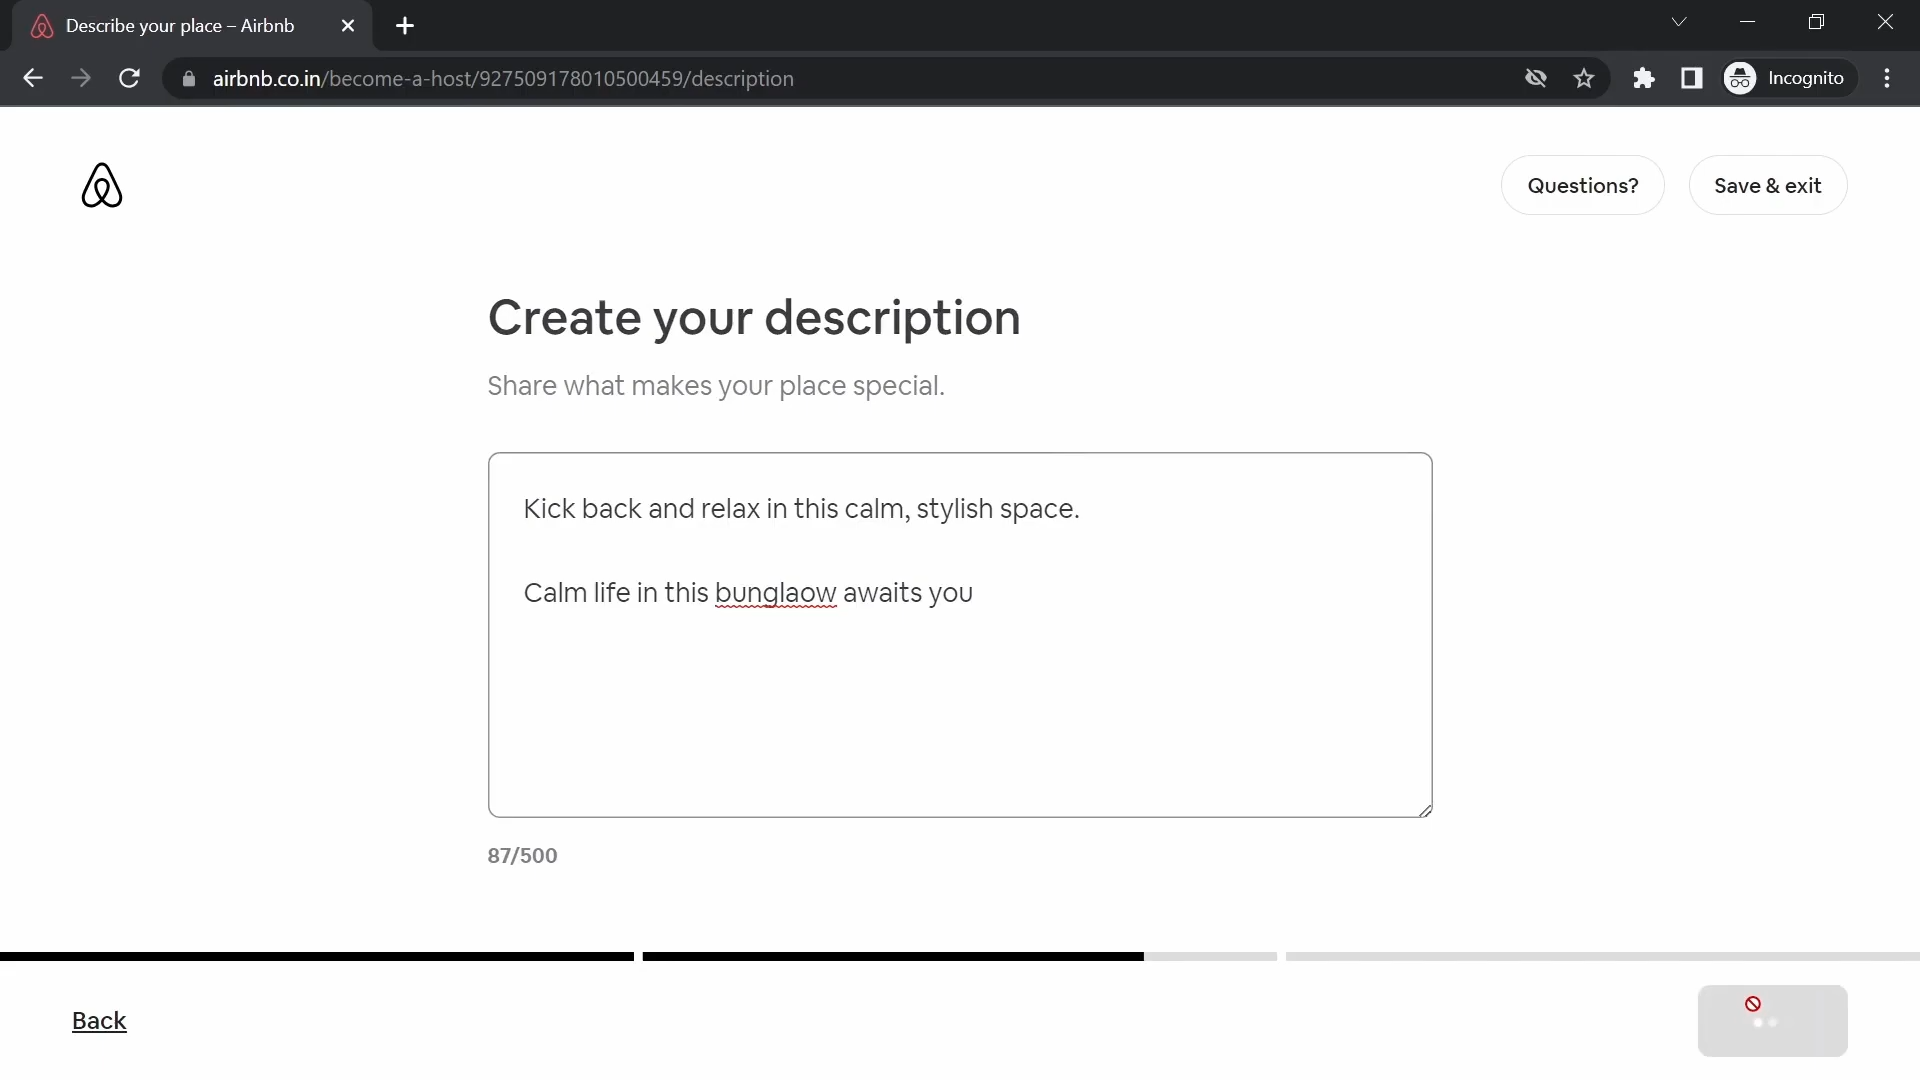 Describe your place – Airbnb
airbnb.co.in/become-a-host/927509178010500459/description
Incognito
Questions?
Save & exit
Create your description
Share what makes your place special.
Kick back and relax in this calm, stylish space.
Calm life in this bunglaow awaits you
87/500
Back